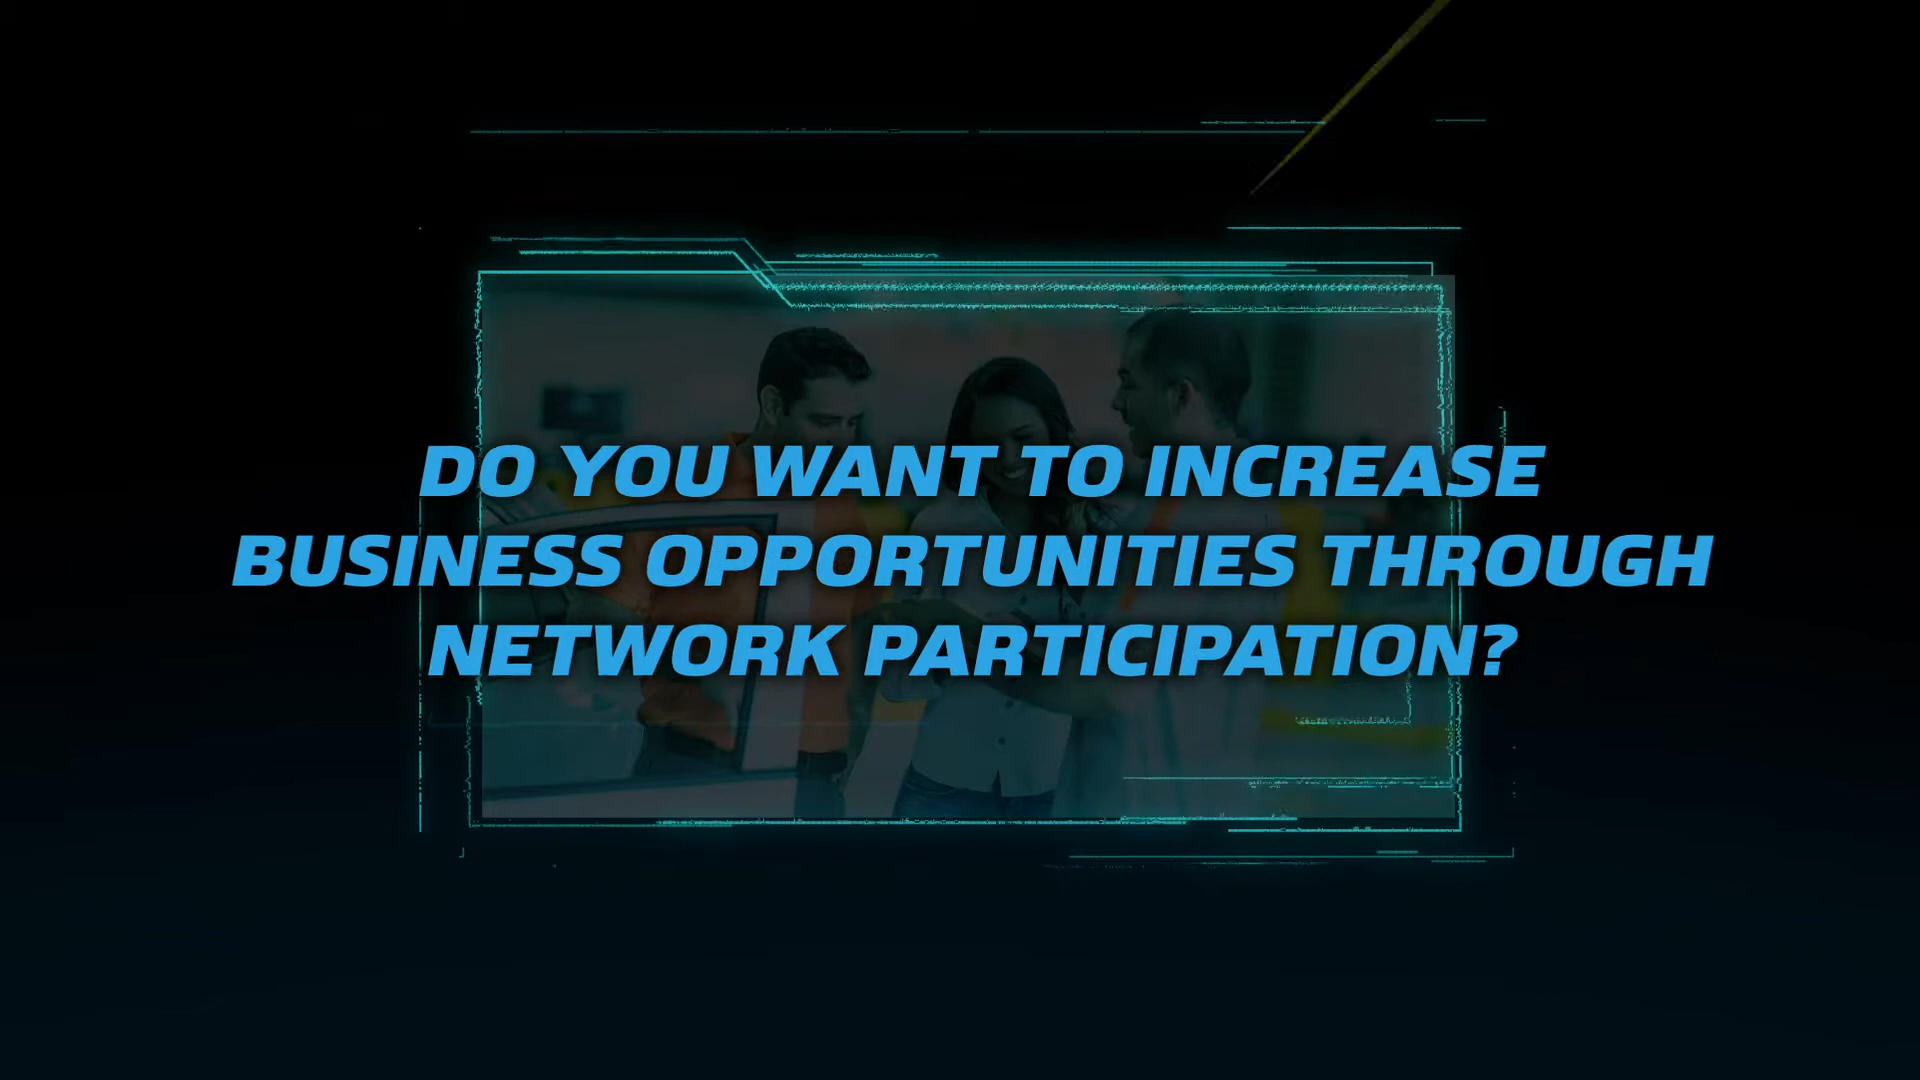 DO YOU WANT TO INCREASE
BUSINESS OPPORTUNITIES THROUGH
NETWORK PARTICIPATION?